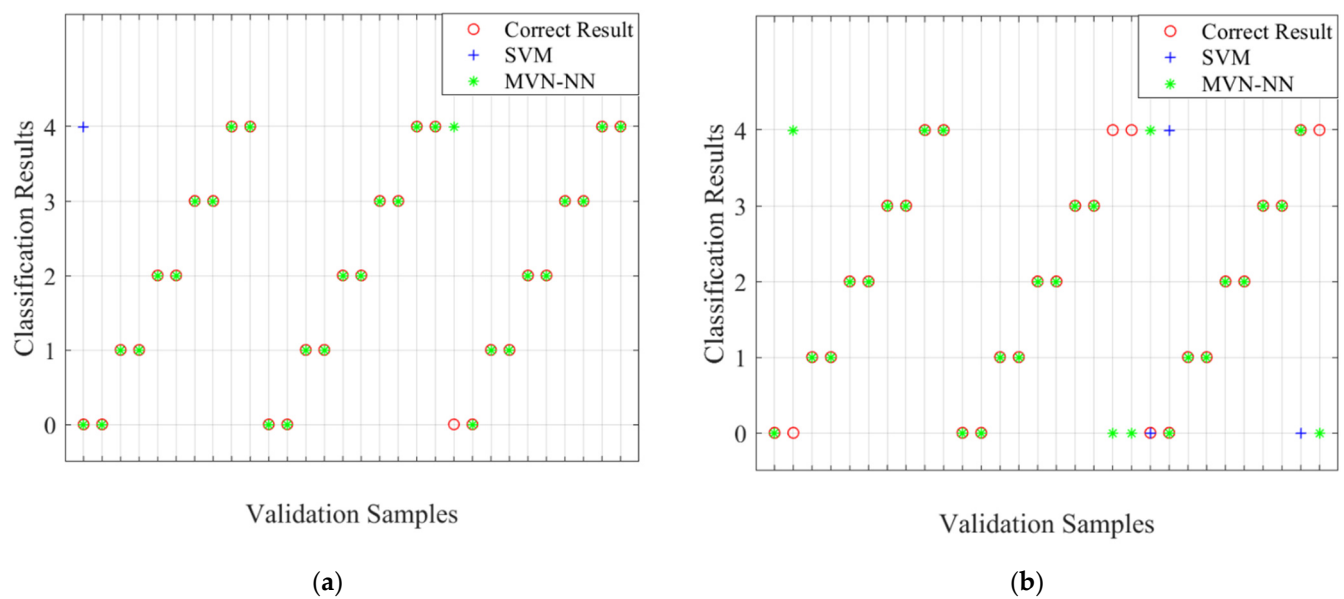 Correct Result
SVM
MVN-NN
Classification Results
4
3
2
1
0
Validation Samples
(a)
Correct Result
SVM
MVN-NN
Classification Results
4
3
2
1
0
Validation Samples
(b)